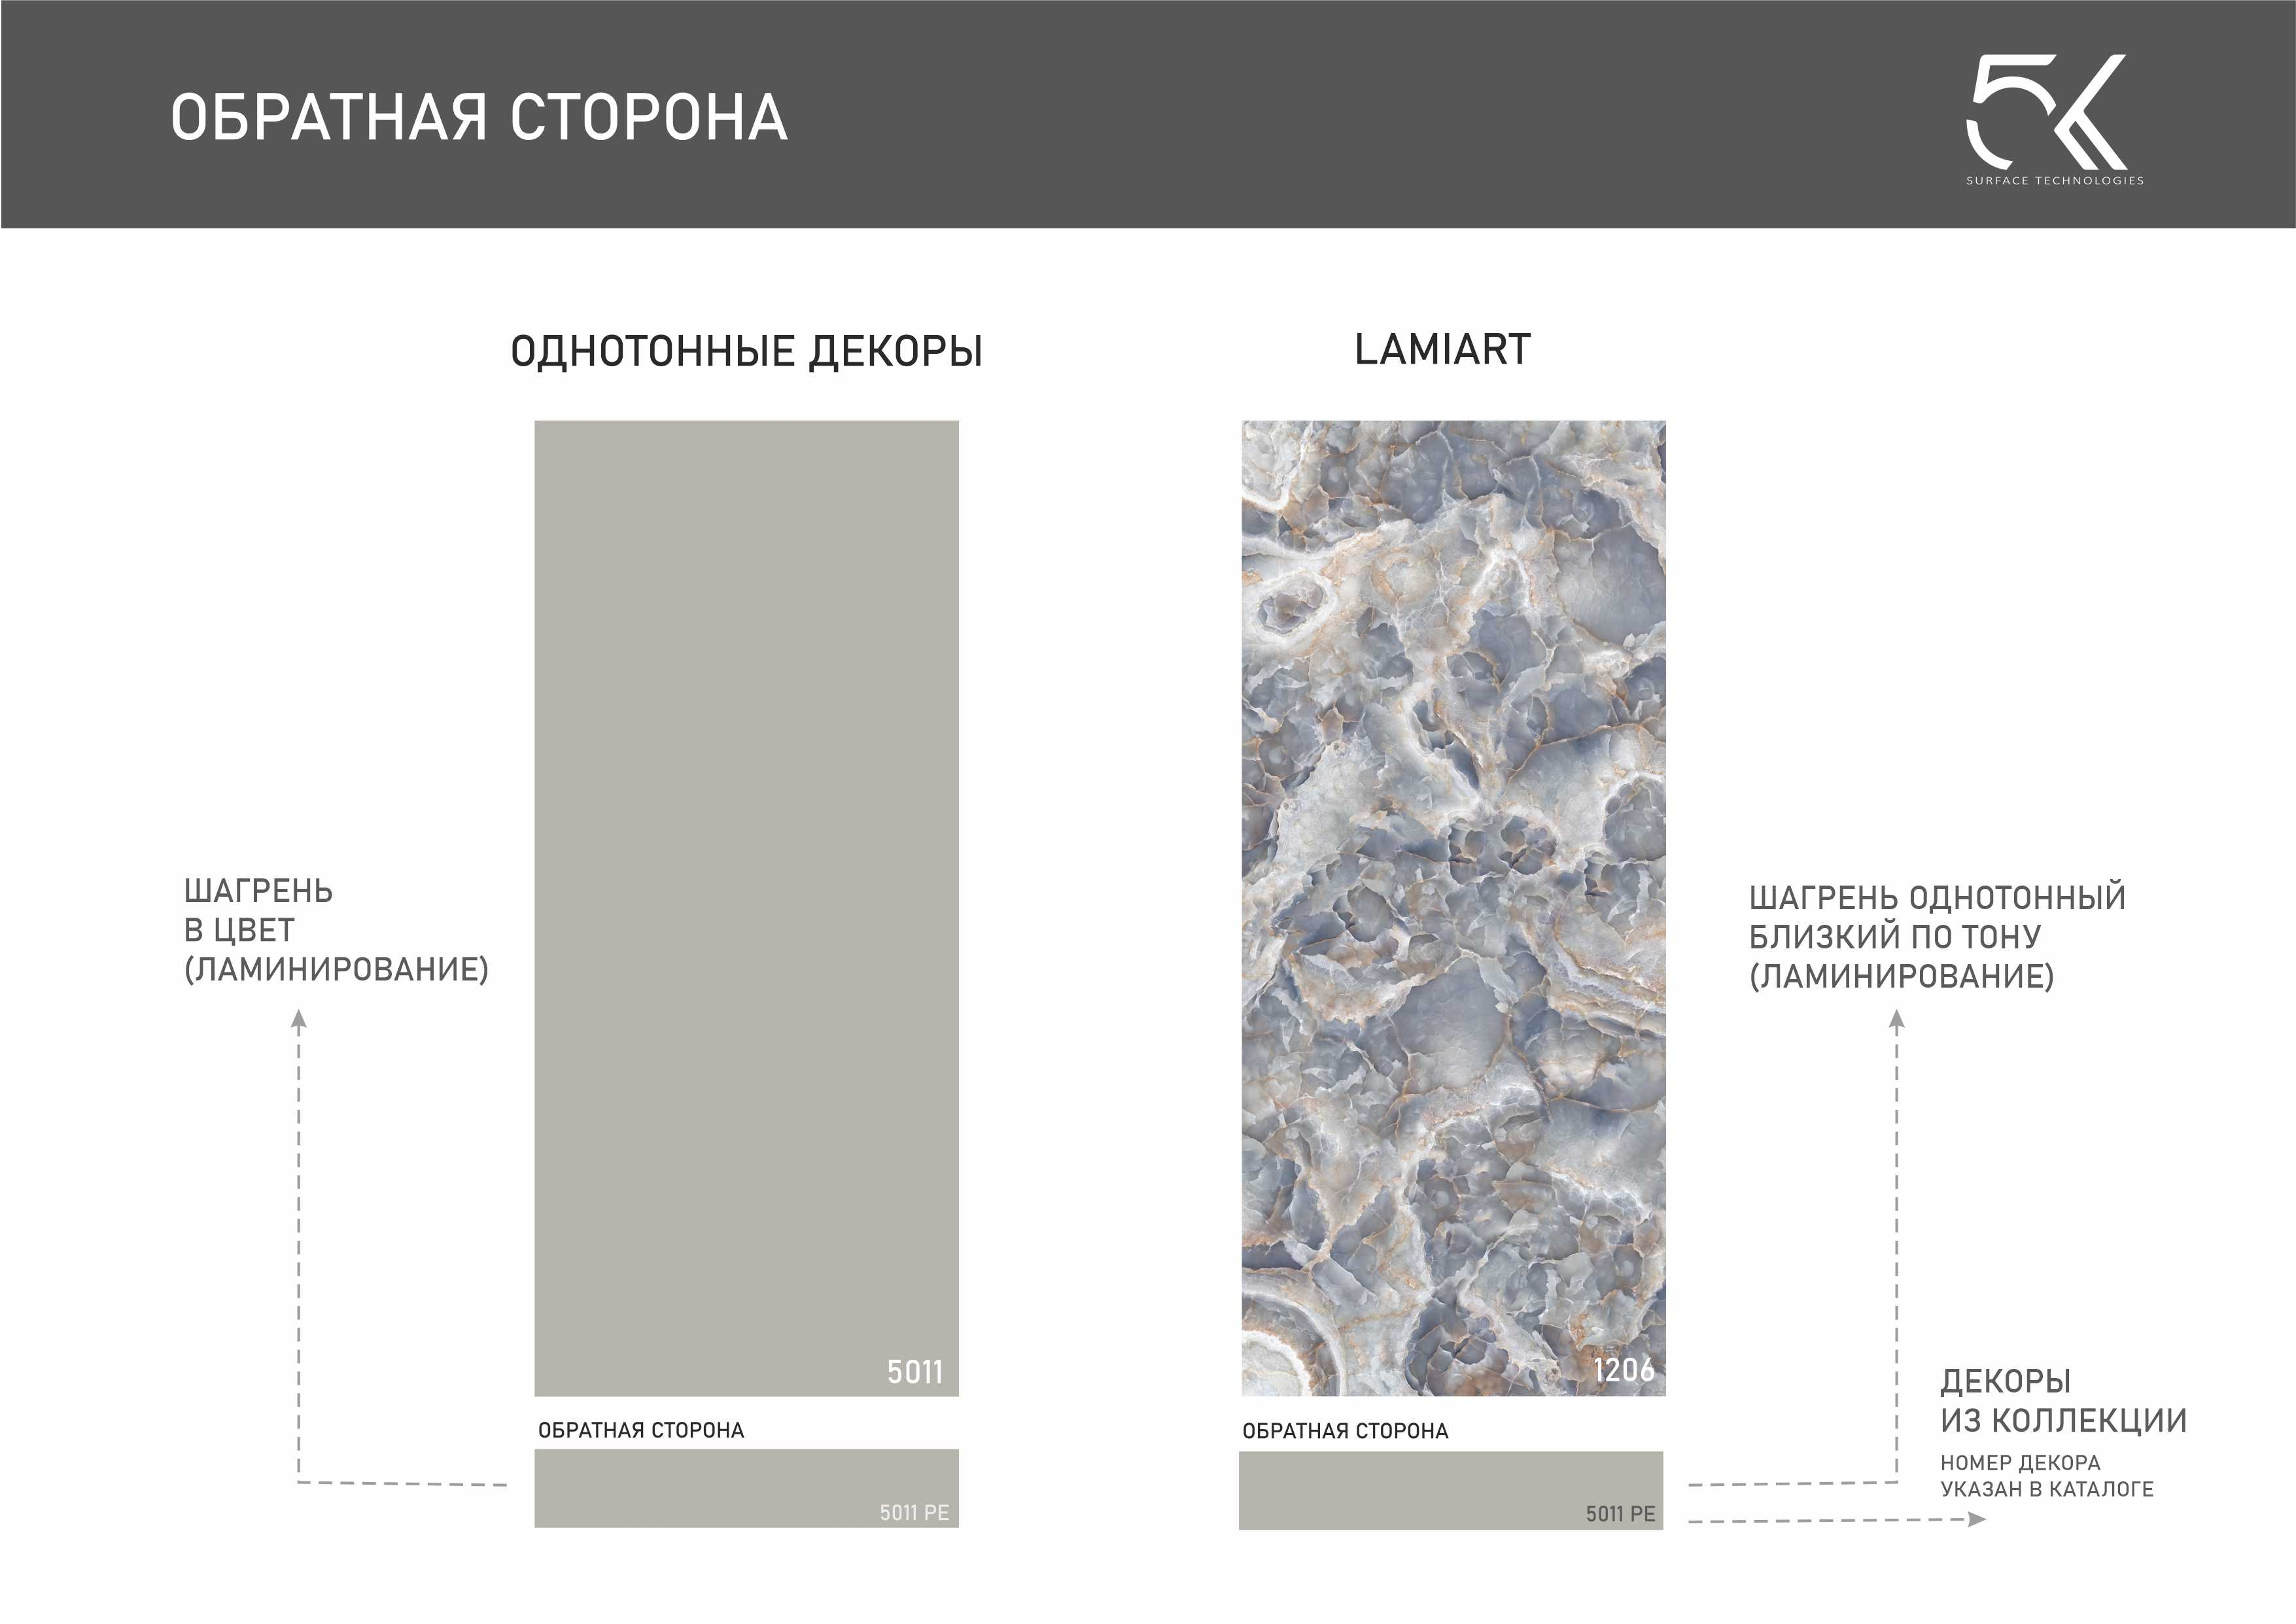 ОБРАТНАЯ СТОРОНА
5K
SURFACE TECHNOLOGIES
ОДНОТОННЫЕ ДЕКОРЫ
LAMIART
ШАГРЕНЬ
В ЦВЕТ
(ЛАМИНИРОВАНИЕ)
5011
ОБРАТНАЯ СТОРОНА
5011 PE
1206
ОБРАТНАЯ СТОРОНА
5011 PE
ШАГРЕНЬ ОДНОТОННЫЙ
БЛИЗКИЙ ПО ТОНУ
(ЛАМИНИРОВАНИЕ)
ДЕКОРЫ
ИЗ КОЛЛЕКЦИИ
НОМЕР ДЕКОРА
УКАЗАН В КАТАЛОГЕ